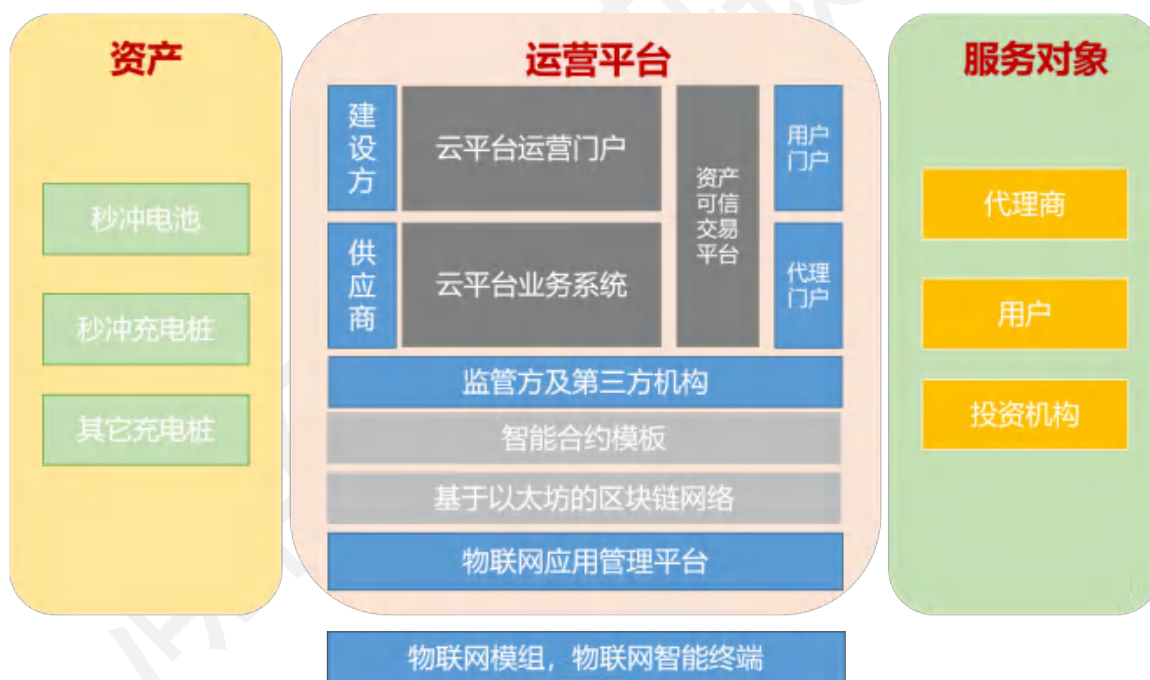 资产
秒冲电池
秒冲充电桩
其它充电桩
运营平台
建
设
方
云平台运营门户
供
应
商
云平台业务系统
资产
可信
交易
平台
用户
门户
代理
门户
监管方及第三方机构
智能合约模板
基于以太坊的区块链网络
物联网应用管理平台
物联网模组，物联网智能终端
服务对象
代理商
用户
投资机构